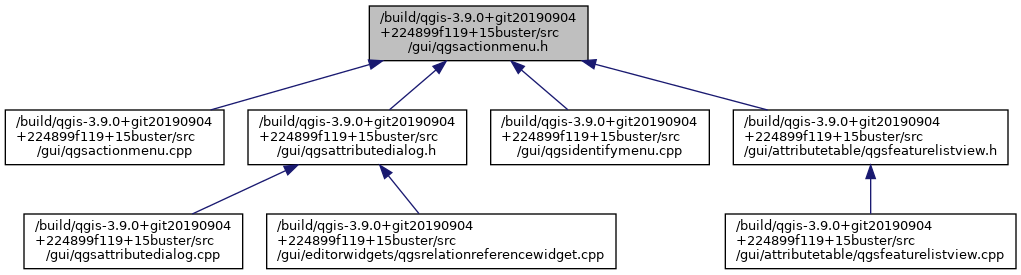 /build/qgis-3.9.0+git20190904
+224899f119+15buster/src
/gui/qgsactionmenu.h
/build/qgis-3.9.0+git20190904
+224899f119+15buster/src
/gui/qgsactionmenu.cpp
/build/qgis-3.9.0+git20190904
+224899f119+15buster/src
/gui/qgsattributedialog.h
/build/qgis-3.9.0+git20190904
+224899f119+15buster/src
/gui/qgsidentifymenu.cpp
/build/qgis-3.9.0+git20190904
+224899f119+15buster/src
/gui/attributetable/qgsfeaturelistview.h
/build/qgis-3.9.0+git20190904
+224899f119+15buster/src
/gui/qgsattributedialog.cpp
/build/qgis-3.9.0+git20190904
+224899f119+15buster/src
/gui/editorwidgets/qgsrelationreferencewidget.cpp
/build/qgis-3.9.0+git20190904
+224899f119+15buster/src
/gui/attributetable/qgsfeaturelistview.cpp